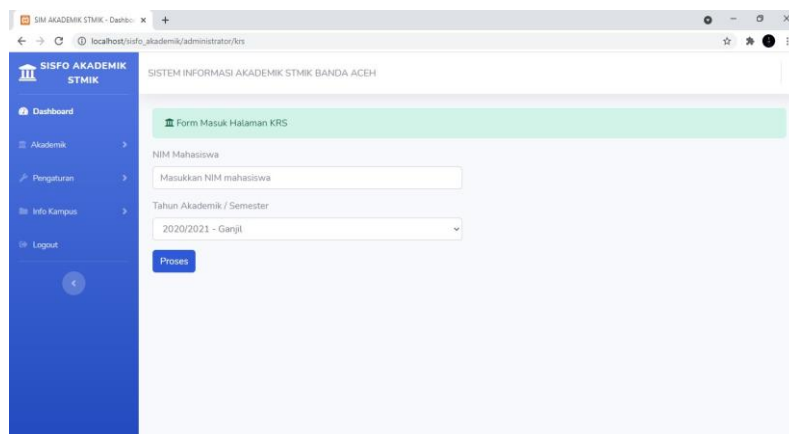 SIM AKADEMIK STMIK - Dashbo
localhost/sisfo_akademik/administrator/krs
SISFO AKADEMIK
STMIK
SISTEM INFORMASI AKADEMIK STMIK BANDA ACEH
Dashboard
Akademik
Pengaturan
Info Kampus
Logout
Form Masuk Halaman KRS
NIM Mahasiswa
Masukkan NIM mahasiswa
Tahun Akademik / Semester
2020/2021 - Ganjil
Proses